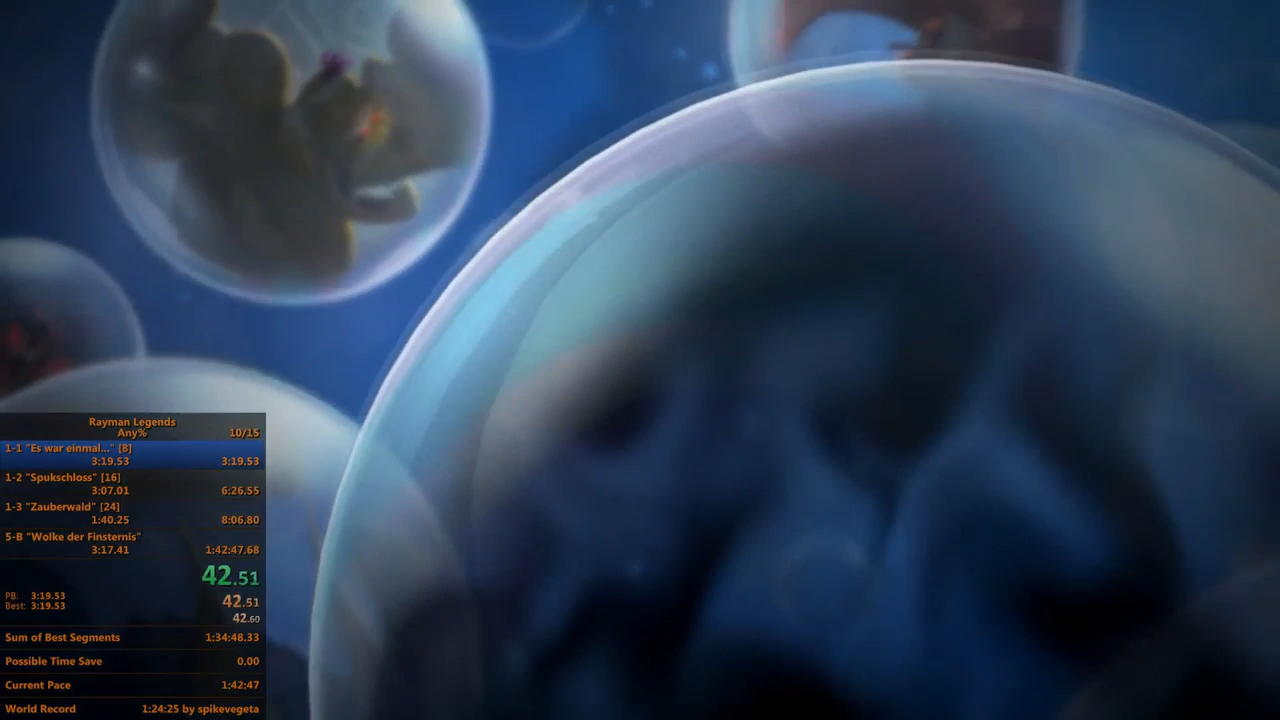 Rayman Legends
Any% 10/15
1-1 "Es war einmal..." [8]
3:19.53 3:19.53
1-2 "Spukschloss" [16]
3:07.01 6:26.55
1-3 "Zauberwald" [24]
1:40.25 8:06.80
5-B "Wolke der Finsternis"
3:17.41 1:42:47.68
42.51
PB: 3:19.53 42.51
Best: 3:19.53
42.60
Sum of Best Segments 1:34:48.33
Possible Time Save 0.00
Current Pace 1:42:47
World Record 1:24:25 by spikevegeta